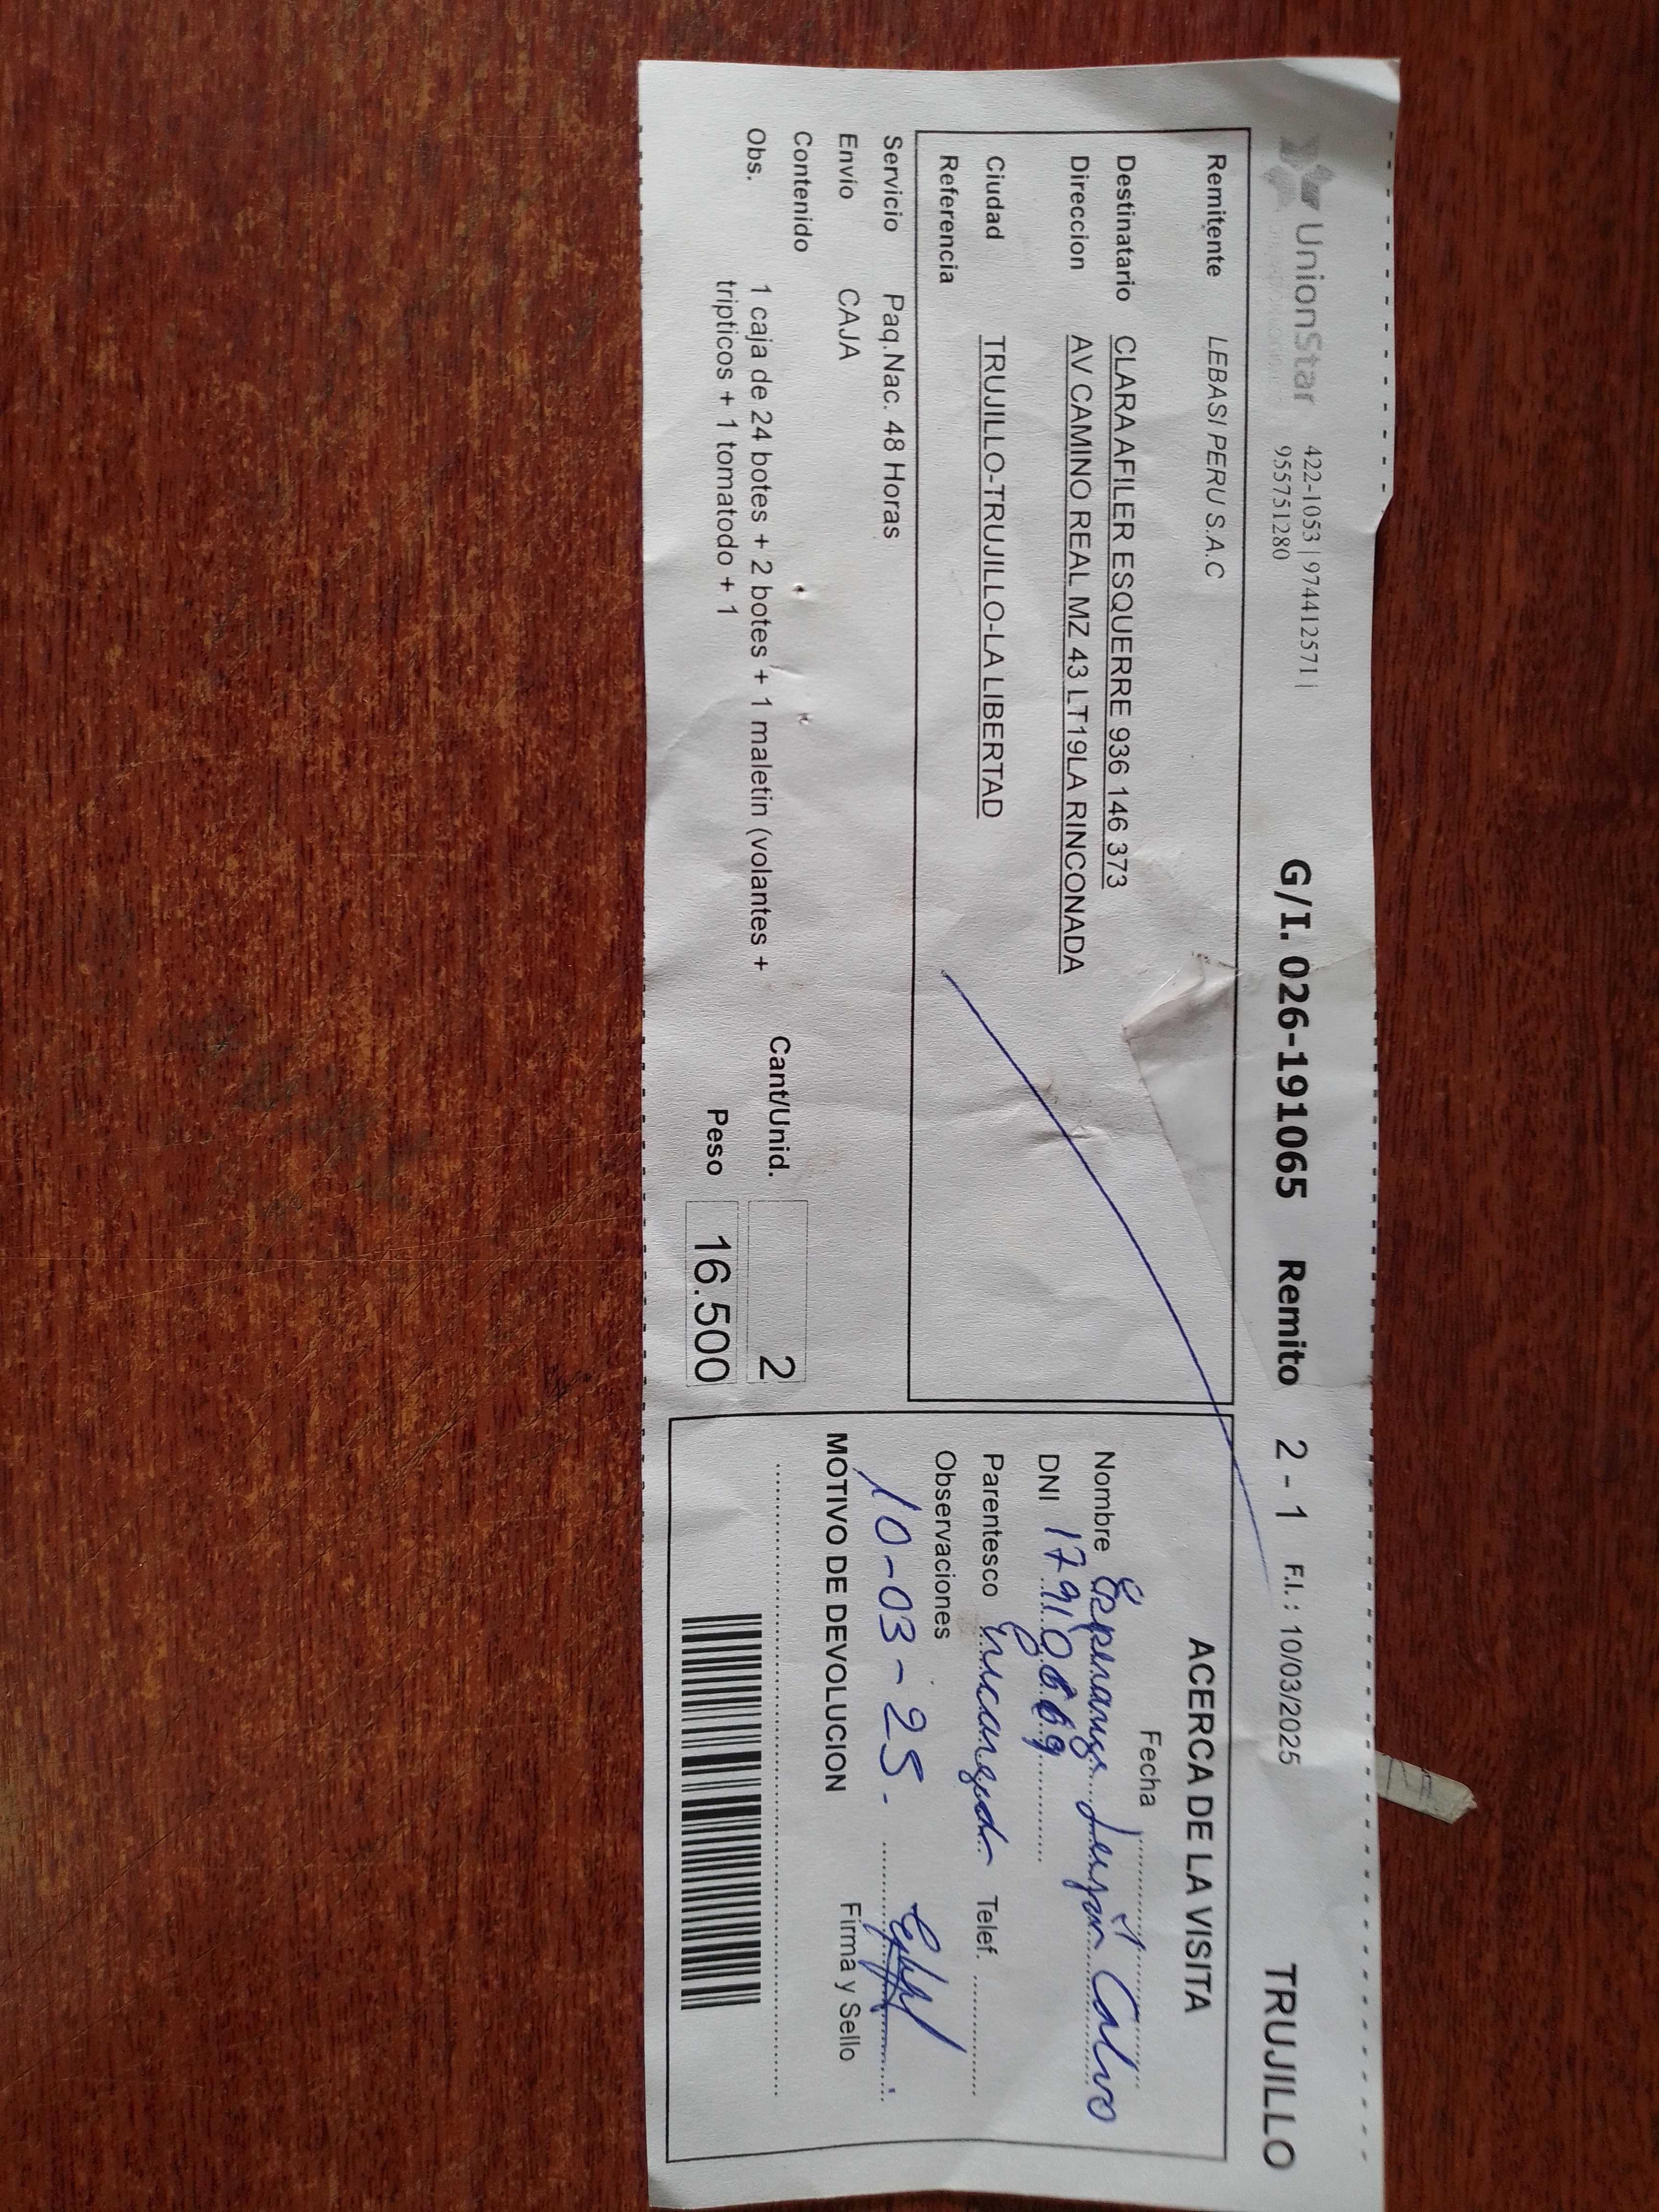 UnionStar
422-1053 | 974412571 |
955751280
G/I. 026-191065 Remito 2 - 1 F.I.: 10/03/2025 TRUJILLO
Remitente LEBASI PERU S.A.C
Destinatario CLARA AFILER ESQUERRE 936 146 373
Direccion AV CAMINO REAL MZ 43 LT19LA RINCONADA
Ciudad TRUJILLO-TRUJILLO-LA LIBERTAD
Referencia
Servicio Paq.Nac. 48 Horas
Envio CAJA
Contenido
Obs. 1 caja de 24 botes + 2 botes + 1 maletin (volantes +
tripticos + 1 tomatodo + 1
Cant/Unid. 2
Peso 16.500
ACERCA DE LA VISITA
Fecha
Nombre Esperanza Luján Calvo
DNI 17910669
Parentesco Telef.
Observaciones
10-03-25.
MOTIVO DE DEVOLUCION Firma y Sello